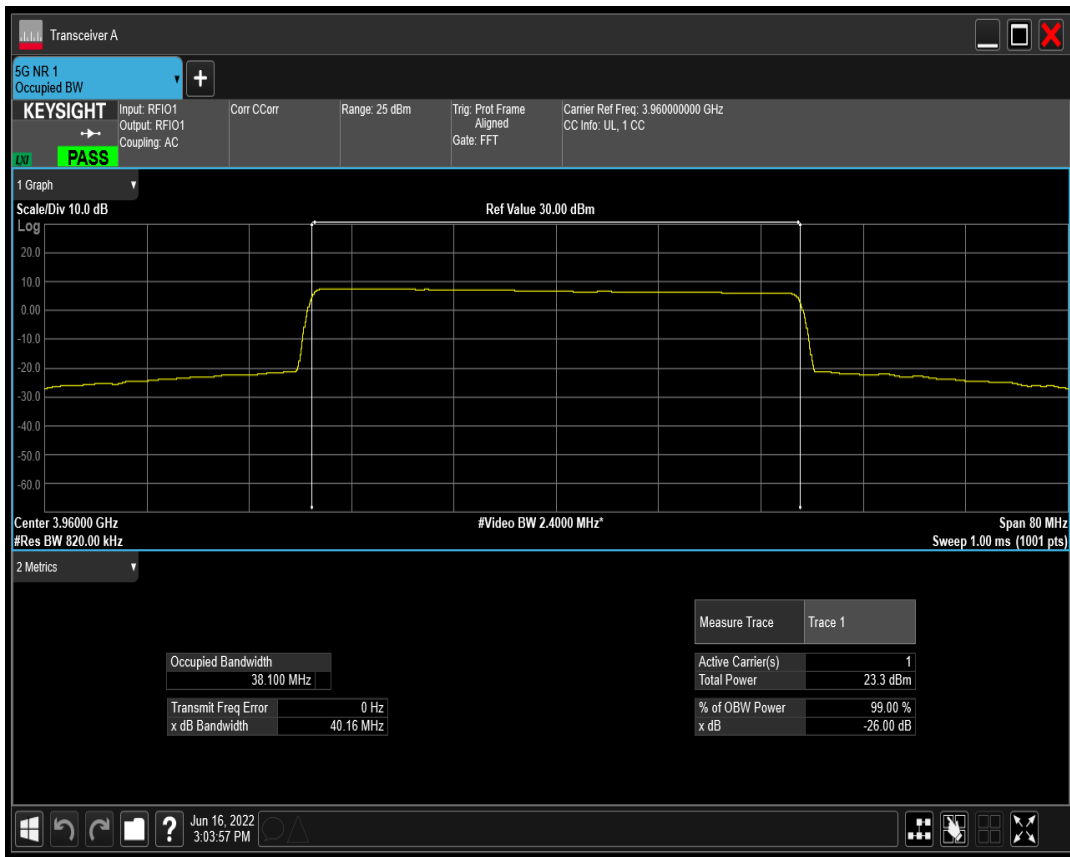 Transceiver A
5G NR 1
Occupied BW
KEYSIGHT
LXI
PASS
Input: RFIO1
Output: RFIO1
Coupling: AC
Corr CCorr
Range: 25 dBm
Trig: Prot Frame
Aligned
Gate: FFT
Carrier Ref Freq: 3.960000000 GHz
CC Info: UL, 1 CC
1 Graph
Scale/Div 10.0 dB
Ref Value 30.00 dBm
Log
20.0
10.0
0.00
-10.0
-20.0
-30.0
-40.0
-50.0
-60.0
Center 3.96000 GHz
#Video BW 2.4000 MHz*
Span 80 MHz
#Res BW 820.00 kHz
Sweep 1.00 ms (1001 pts)
2 Metrics
Measure Trace Trace 1
Occupied Bandwidth
38.100 MHz
Active Carrier(s) 1
Total Power 23.3 dBm
Transmit Freq Error 0 Hz
x dB Bandwidth 40.16 MHz
% of OBW Power 99.00 %
x dB -26.00 dB
?
Jun 16, 2022
3:03:57 PM